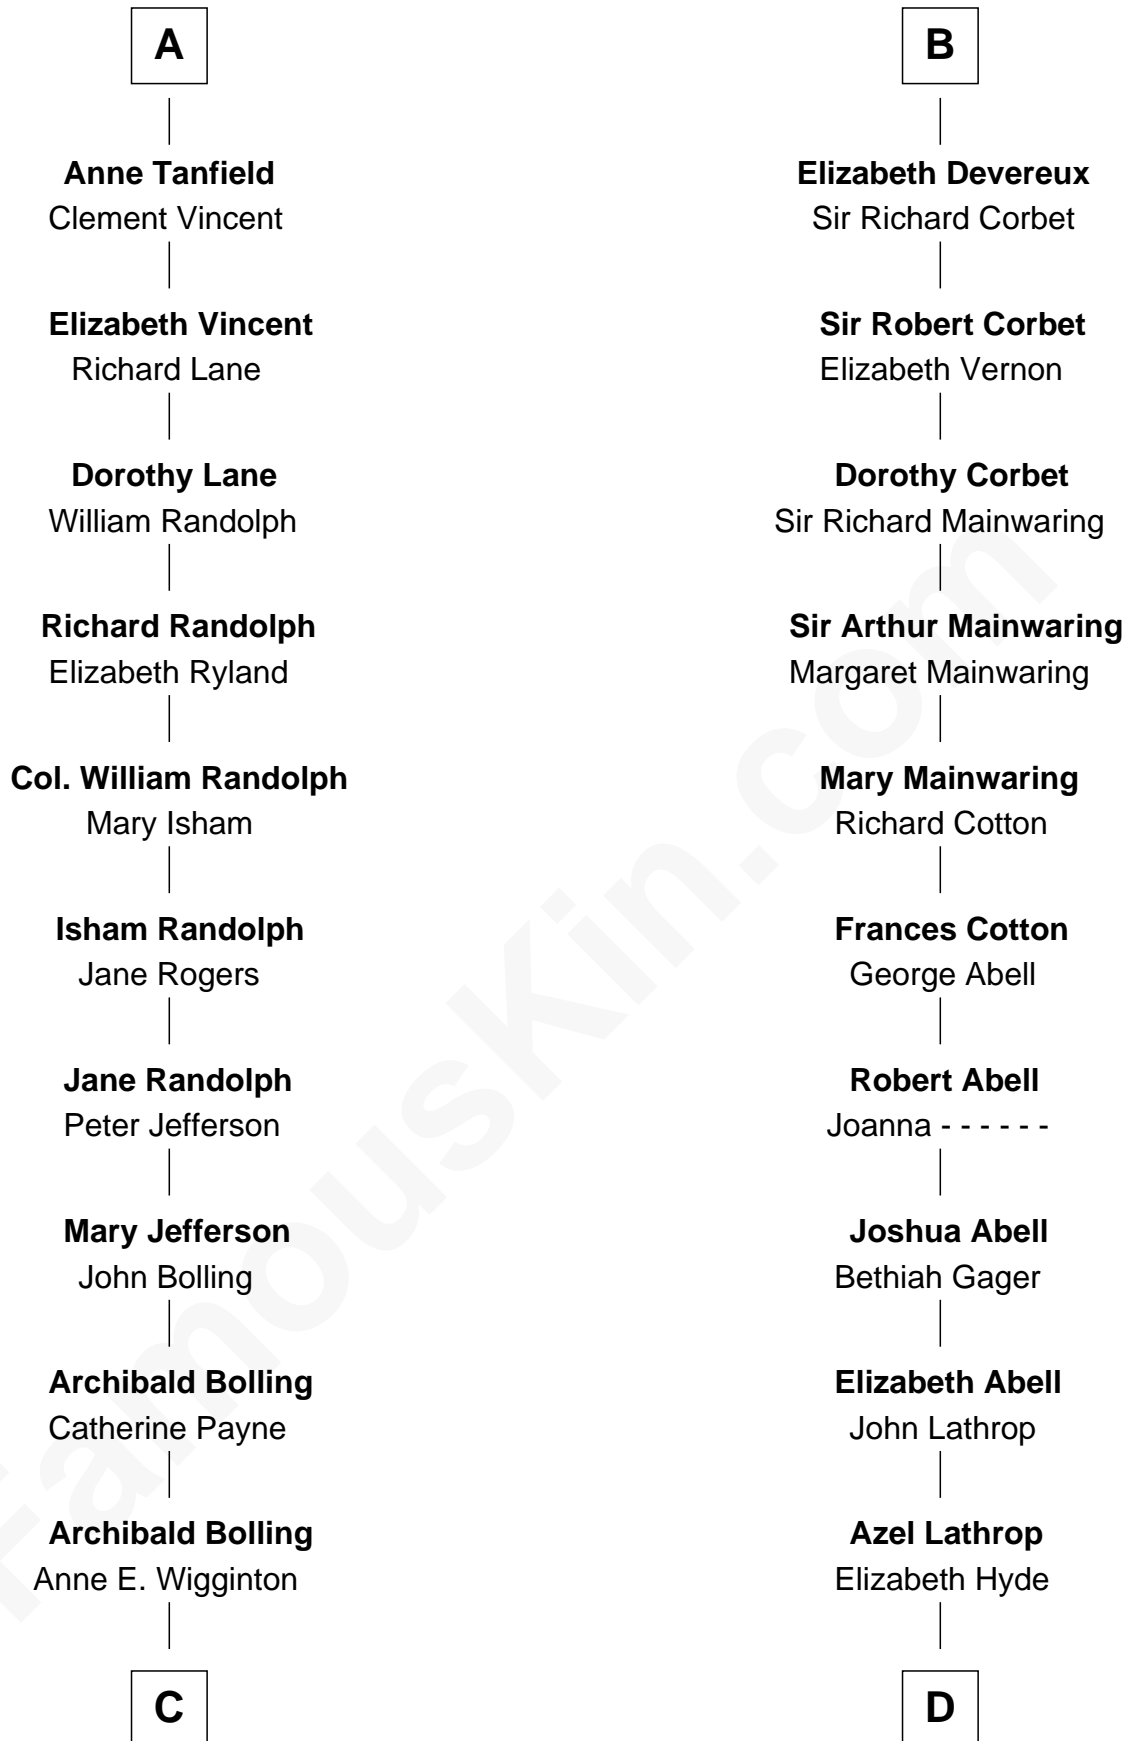 A
Anne Tanfield
Clement Vincent
Elizabeth Vincent
Richard Lane
Dorothy Lane
William Randolph
Richard Randolph
Elizabeth Ryland
Col. William Randolph
Mary Isham
Isham Randolph
Jane Rogers
Jane Randolph
Peter Jefferson
Mary Jefferson
John Bolling
Archibald Bolling
Catherine Payne
Archibald Bolling
Anne E. Wigginton
C
B
Elizabeth Devereux
Sir Richard Corbet
Sir Robert Corbet
Elizabeth Vernon
Dorothy Corbet
Sir Richard Mainwaring
Sir Arthur Mainwaring
Margaret Mainwaring
Mary Mainwaring
Richard Cotton
Frances Cotton
George Abell
Robert Abell
Joanna - - - - - -
Joshua Abell
Bethiah Gager
Elizabeth Abell
John Lathrop
Azel Lathrop
Elizabeth Hyde
D
FamousKin.com